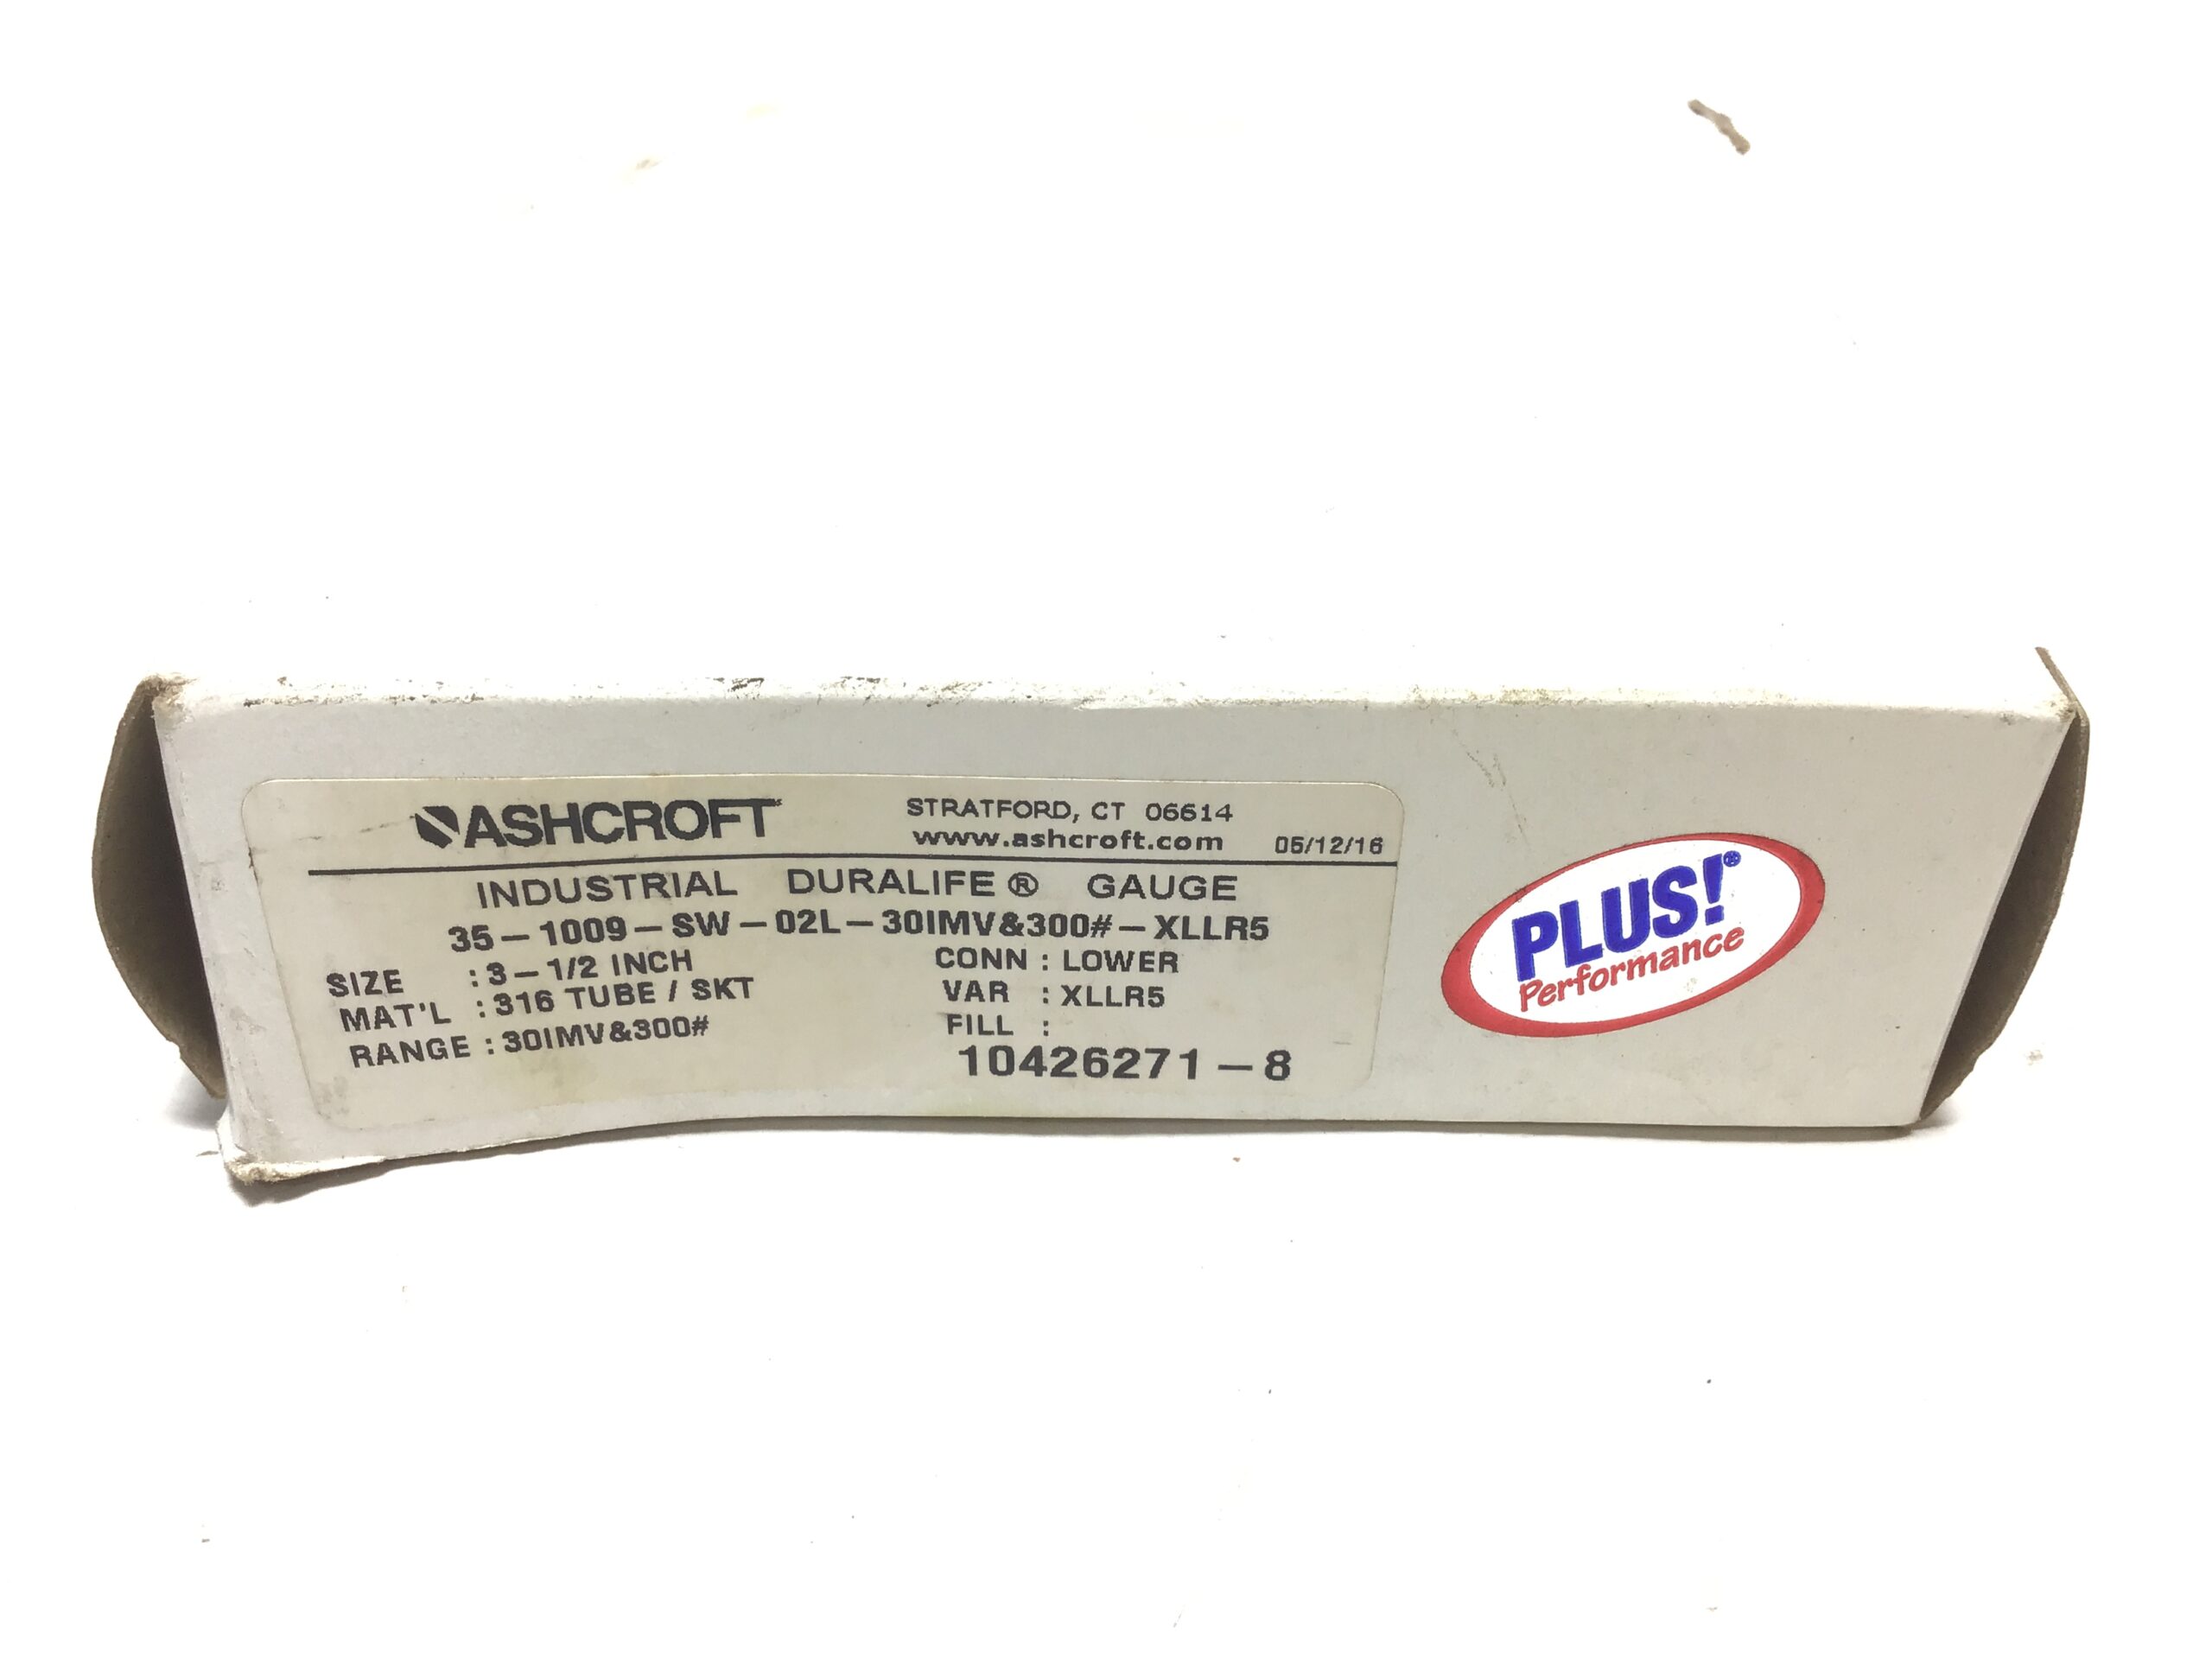 ASHCROFT
STRATFORD, CT 06614
www.ashcroft.com 05/12/16
INDUSTRIAL DURALIFE ® GAUGE
35-1009-SW-02L-30IMV&300#-XLLR5
SIZE : 3-1/2 INCH
MAT'L : 316 TUBE / SKT
RANGE : 30IMV&300#
CONN : LOWER
VAR : XLLR5
FILL :
10426271-8
PLUS!®
Performance